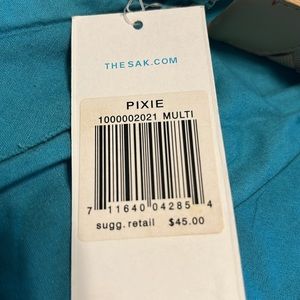 THESAK.COM
PIXIE
1000002021 MULTI
7 11640 04285 4
sugg. retail $45.00